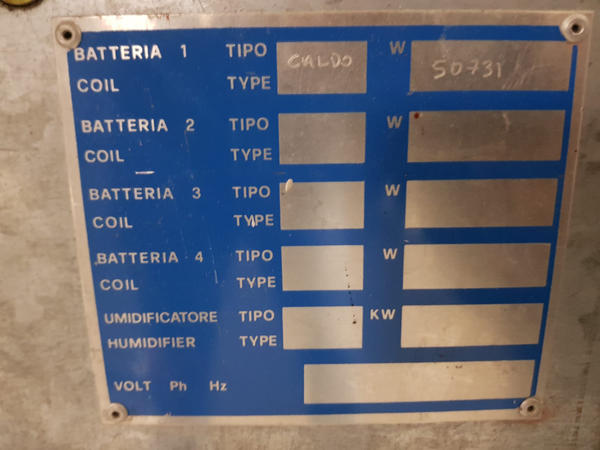 BATTERIA 1 TIPO CALDO W 50731
COIL TYPE
BATTERIA 2 TIPO W
COIL TYPE
BATTERIA 3 TIPO W
COIL TYPE
BATTERIA 4 TIPO W
COIL TYPE
UMIDIFICATORE TIPO KW
HUMIDIFIER TYPE
VOLT Ph Hz